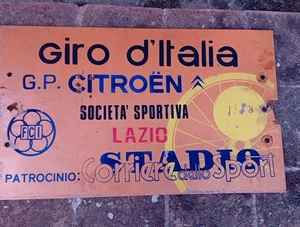 Giro d'Italia
G.P. CITROËN
SOCIETA' SPORTIVA
FCI
LAZIO
STADIO
PATROCINIO: Corriere dello Sport